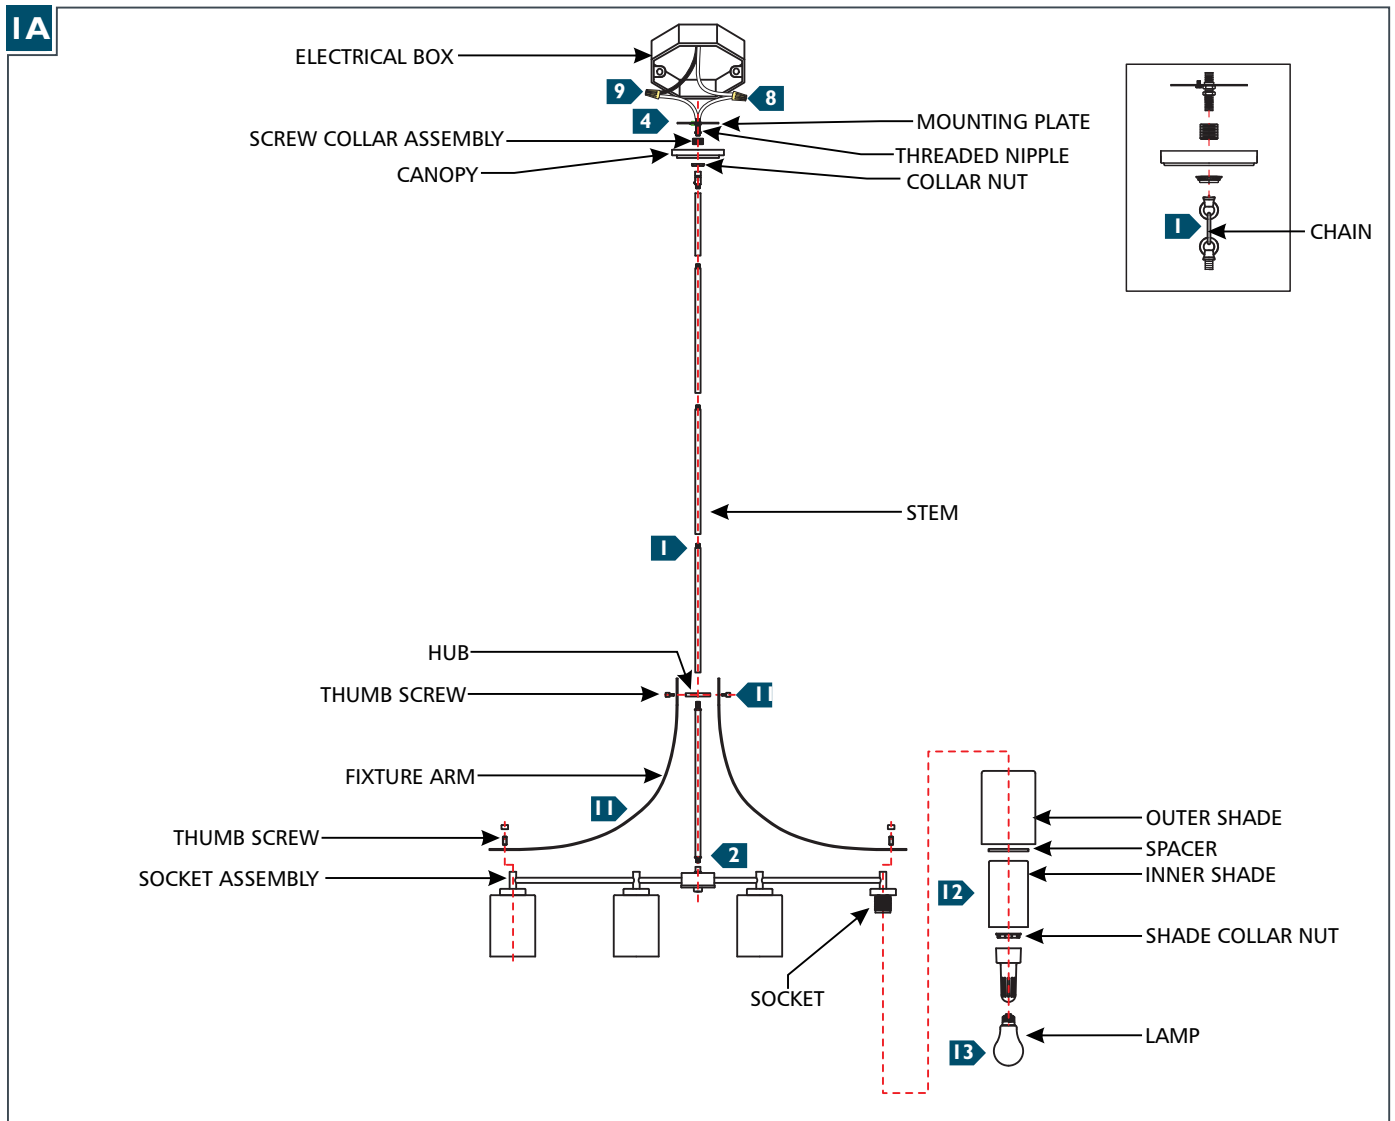 1A
ELECTRICAL BOX
9
8
4
MOUNTING PLATE
SCREW COLLAR ASSEMBLY
THREADED NIPPLE
CANOPY
COLLAR NUT
1
CHAIN
STEM
1
HUB
THUMB SCREW
11
FIXTURE ARM
11
THUMB SCREW
2
SOCKET ASSEMBLY
SOCKET
OUTER SHADE
SPACER
INNER SHADE
12
SHADE COLLAR NUT
LAMP
13